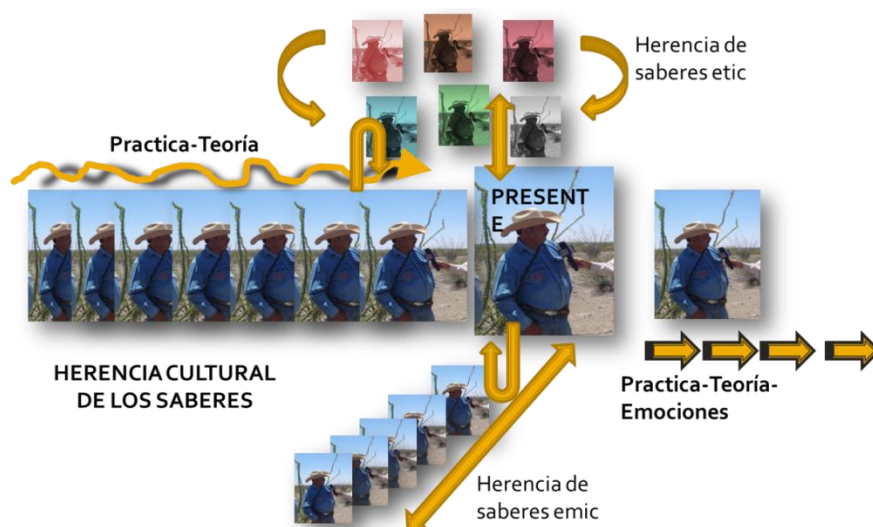 Herencia de
saberes etic
Practica-Teoría
PRESENT
E
HERENCIA CULTURAL
DE LOS SABERES
Practica-Teoría-
Emociones
Herencia de
saberes emic